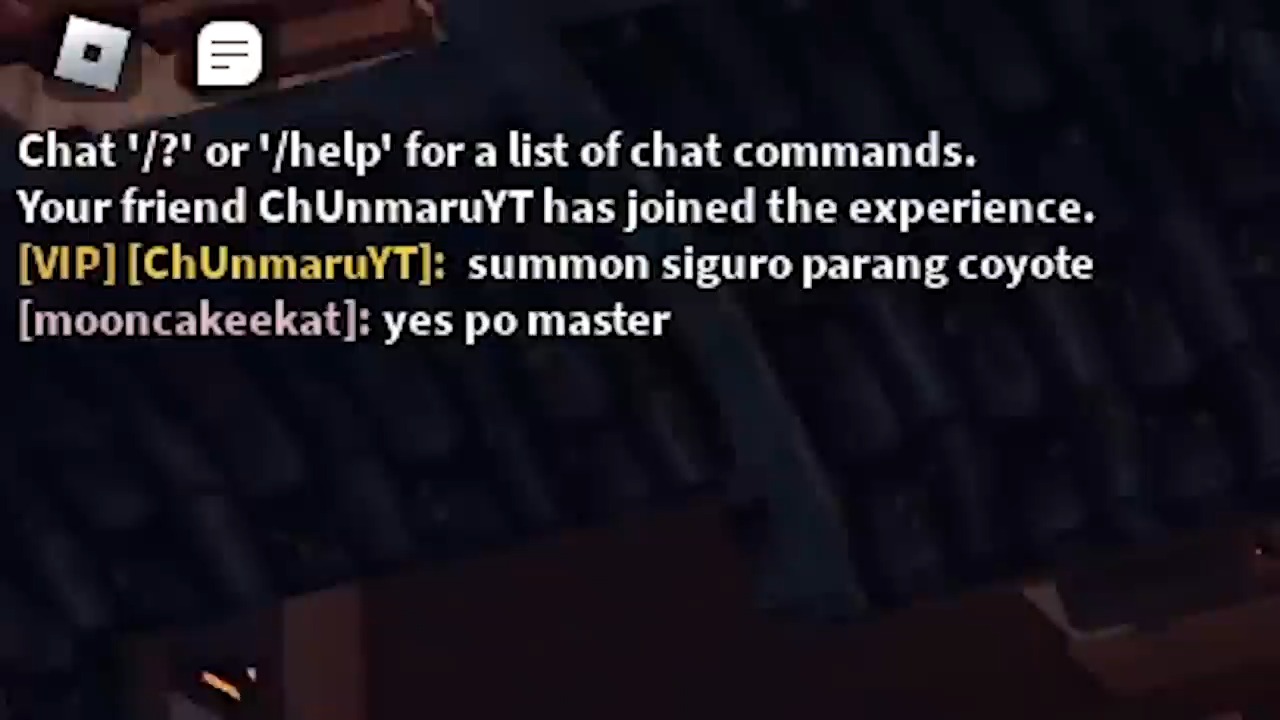 Chat '/?' or '/help' for a list of chat commands.
Your friend ChUnmaruYT has joined the experience.
[VIP] [ChUnmaruYT]: summon siguro parang coyote
[mooncakeekat]: yes po master